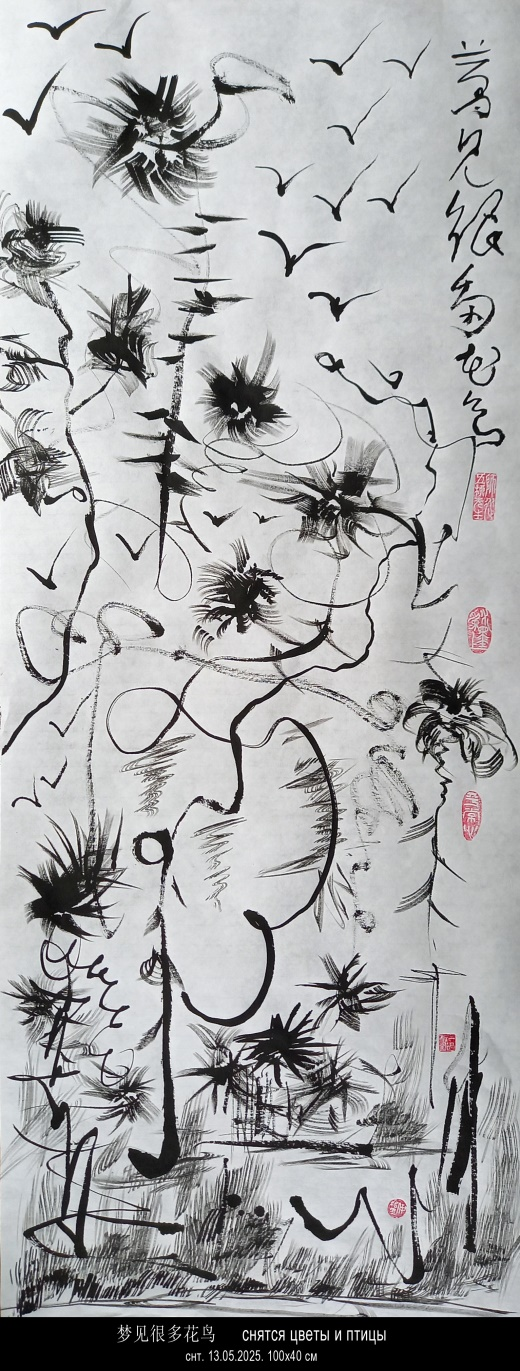 梦见很多花鸟
梦见很多花鸟 снятся цветы и птицы
снт. 13.05.2025. 100x40 см